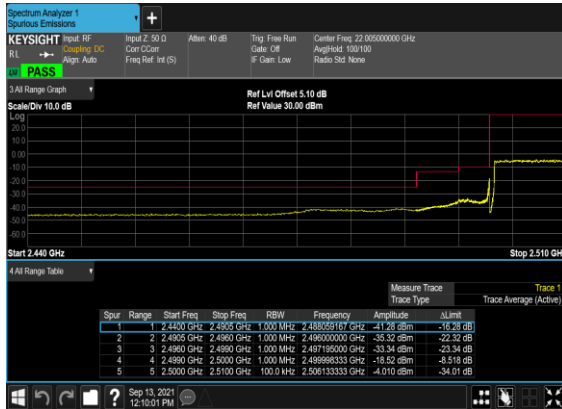 Spectrum Analyzer 1
Spurious Emissions
+
KEYSIGHT
RL
LV PASS
Input: RF
Coupling: DC
Align: Auto
Input Z: 50 Ω
Corr CCorr
Freq Ref: Int (S)
Atten: 40 dB
Trig: Free Run
Gate: Off
IF Gain: Low
Center Freq: 22.005000000 GHz
Avg|Hold: 100/100
Radio Std: None
3 All Range Graph
Scale/Div 10.0 dB
Ref Lvl Offset 5.10 dB
Ref Value 30.00 dBm
Log
20.0
10.0
0.00
-10.0
-20.0
-30.0
-40.0
-50.0
-60.0
Start 2.440 GHz
Stop 2.510 GH
4 All Range Table
Measure Trace Trace 1
Trace Type Trace Average (Active)
Spur Range Start Freq Stop Freq RBW Frequency Amplitude ΔLimit
1 1 2.4400 GHz 2.4905 GHz 1.000 MHz 2.488059167 GHz -41.28 dBm -16.28 dB
2 2 2.4905 GHz 2.4960 GHz 1.000 MHz 2.496000000 GHz -35.32 dBm -22.32 dB
3 3 2.4960 GHz 2.4990 GHz 1.000 MHz 2.497195000 GHz -33.34 dBm -23.34 dB
4 4 2.4990 GHz 2.5000 GHz 1.000 MHz 2.499998333 GHz -18.52 dBm -8.518 dB
5 5 2.5000 GHz 2.5100 GHz 100.0 kHz 2.506133333 GHz -4.010 dBm -34.01 dB
?
Sep 13, 2021
12:10:01 PM